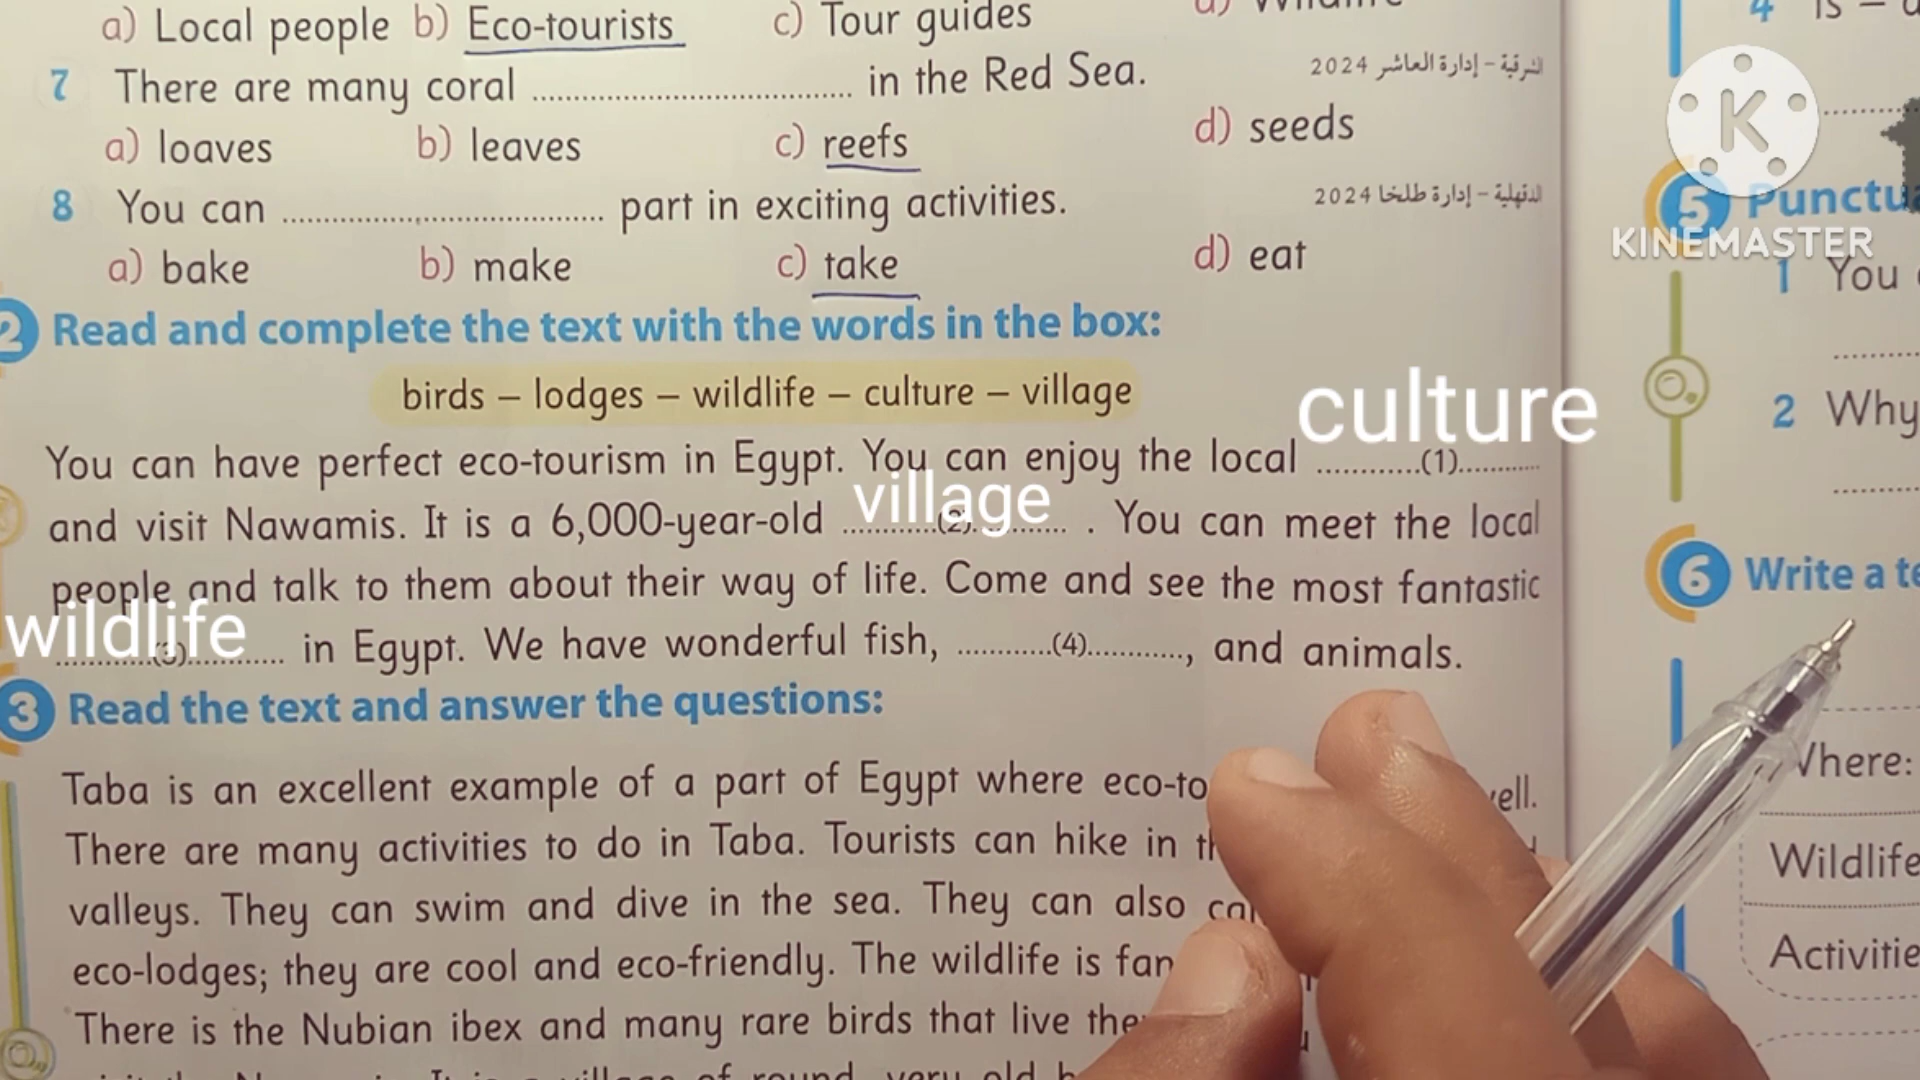 a) Local people b) Eco-tourists c) Tour guides
7 There are many coral .................... in the Red Sea. الشرقية - إدارة العاشر 2024
a) loaves b) leaves c) reefs d) seeds
8 You can .................... part in exciting activities. الدقهلية - إدارة طلخا 2024
a) bake b) make c) take d) eat
2 Read and complete the text with the words in the box:
birds – lodges – wildlife – culture – village
culture
You can have perfect eco-tourism in Egypt. You can enjoy the local ............(1)............
village
and visit Nawamis. It is a 6,000-year-old ............(2)............ . You can meet the local
people and talk to them about their way of life. Come and see the most fantastic
wildlife
............(3)............ in Egypt. We have wonderful fish, ............(4)............, and animals.
3 Read the text and answer the questions:
Taba is an excellent example of a part of Egypt where eco-to
There are many activities to do in Taba. Tourists can hike in
valleys. They can swim and dive in the sea. They can also
eco-lodges; they are cool and eco-friendly. The wildlife is fan
There is the Nubian ibex and many rare birds that live
village of round, very old
4 is –
K
KINEMASTER
5 Punctu
1 You
2 Why
6 Write a te
Where:
Wildlife
Activitie